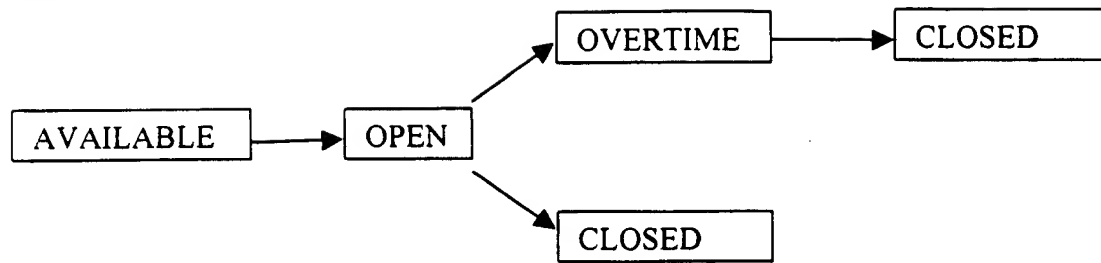 OVERTIME
CLOSED
AVAILABLE
OPEN
CLOSED